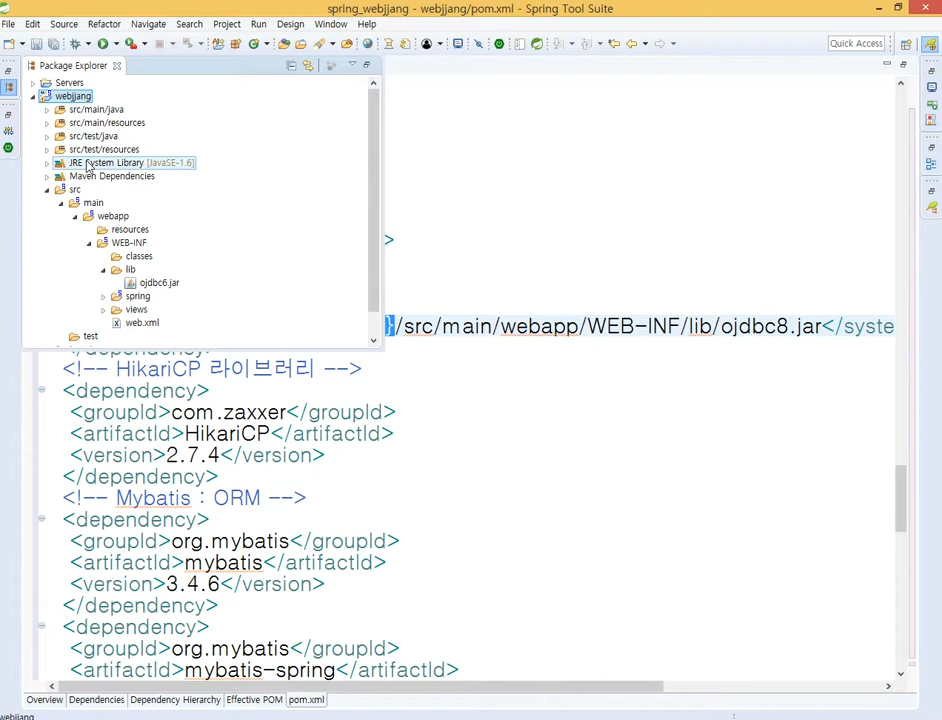 spring_webjjang - webjjang/pom.xml - Spring Tool Suite
File Edit Source Refactor Navigate Search Project Run Design Window Help
Quick Access
Package Explorer
Servers
webjjang
src/main/java
src/main/resources
src/test/java
src/test/resources
JRE System Library [JavaSE-1.6]
Maven Dependencies
src
main
webapp
resources
WEB-INF
classes
lib
ojdbc6.jar
spring
views
web.xml
test
>
}/src/main/webapp/WEB-INF/lib/ojdbc8.jar</syste
</dependency>
<!-- HikariCP 라이브러리 -->
<dependency>
<groupId>com.zaxxer</groupId>
<artifactId>HikariCP</artifactId>
<version>2.7.4</version>
</dependency>
<!-- Mybatis : ORM -->
<dependency>
<groupId>org.mybatis</groupId>
<artifactId>mybatis</artifactId>
<version>3.4.6</version>
</dependency>
<dependency>
<groupId>org.mybatis</groupId>
<artifactId>mybatis-spring</artifactId>
Overview Dependencies Dependency Hierarchy Effective POM pom.xml
webjjang